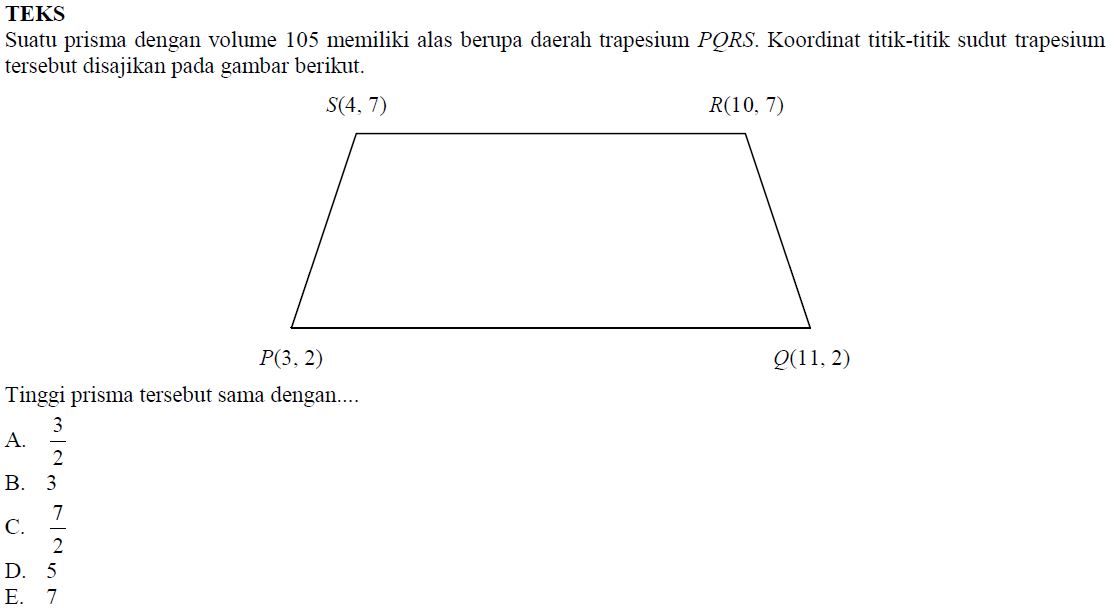 TEKS
Suatu prisma dengan volume 105 memiliki alas berupa daerah trapesium PQRS. Koordinat titik-titik sudut trapesium
tersebut disajikan pada gambar berikut.
S(4, 7) R(10, 7)
P(3, 2) Q(11, 2)
Tinggi prisma tersebut sama dengan....
A. 3/2
B. 3
C. 7/2
D. 5
E. 7